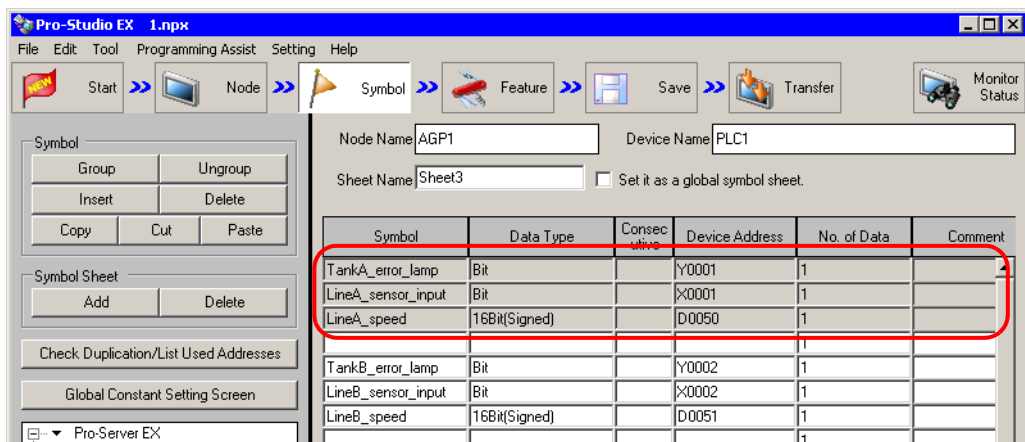 Pro-Studio EX 1.npx
File Edit Tool Programming Assist Setting Help
NEW Start Node Symbol Feature Save Transfer Monitor Status
Symbol
Group Ungroup
Insert Delete
Copy Cut Paste
Symbol Sheet
Add Delete
Check Duplication/List Used Addresses
Global Constant Setting Screen
Pro-Server EX
Node Name AGP1 Device Name PLC1
Sheet Name Sheet3 Set it as a global symbol sheet.
Symbol Data Type Consecutive Device Address No. of Data Comment
TankA_error_lamp Bit Y0001 1
LineA_sensor_input Bit X0001 1
LineA_speed 16Bit(Signed) D0050 1
1
TankB_error_lamp Bit Y0002 1
LineB_sensor_input Bit X0002 1
LineB_speed 16Bit(Signed) D0051 1
1